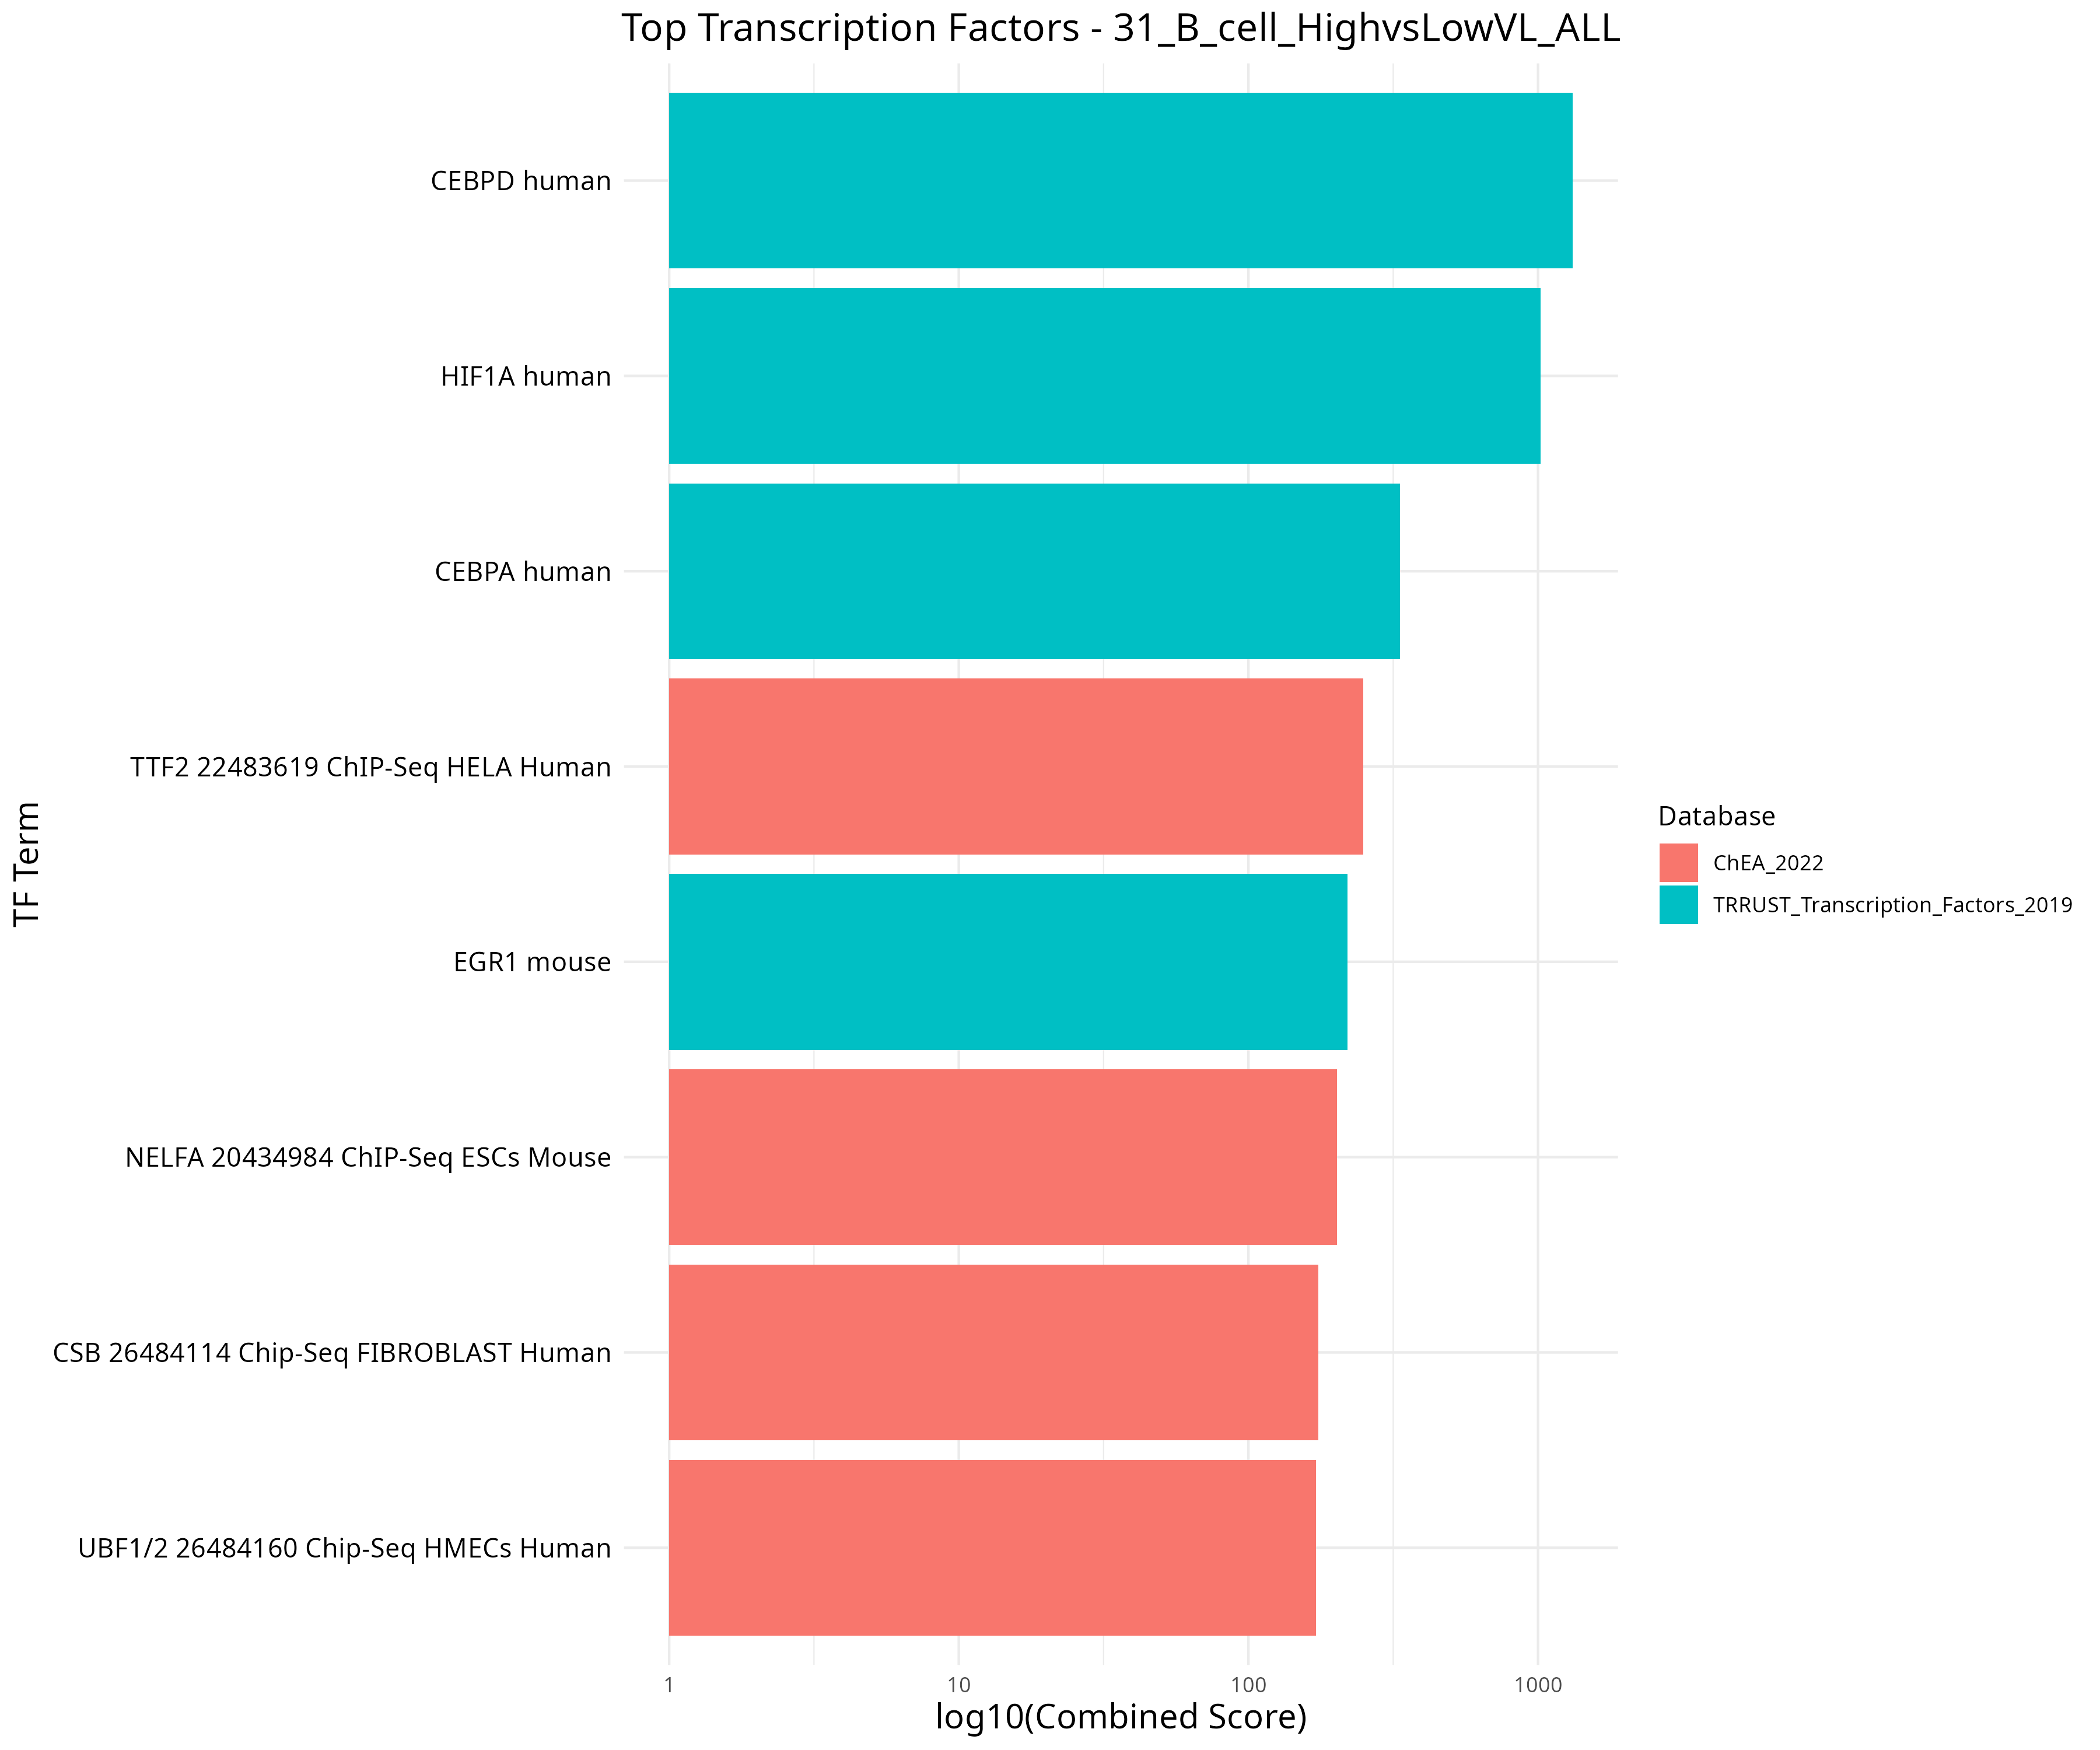 Top Transcription Factors - 31_B_cell_HighvsLowVL_ALL
TF Term
CEBPD human
HIF1A human
CEBPA human
TTF2 22483619 ChIP-Seq HELA Human
EGR1 mouse
NELFA 20434984 ChIP-Seq ESCs Mouse
CSB 26484114 Chip-Seq FIBROBLAST Human
UBF1/2 26484160 Chip-Seq HMECs Human
1 10 100 1000
log10(Combined Score)
Database
ChEA_2022
TRRUST_Transcription_Factors_2019